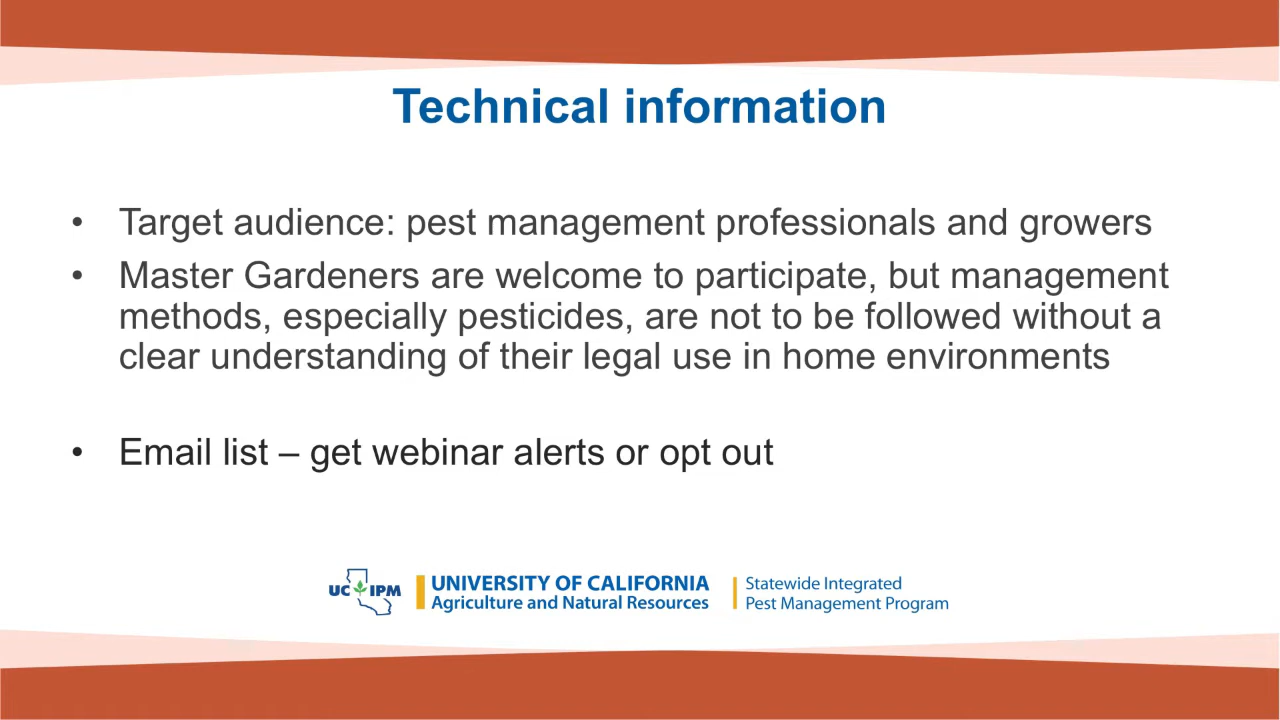 Technical information
• Target audience: pest management professionals and growers
• Master Gardeners are welcome to participate, but management
methods, especially pesticides, are not to be followed without a
clear understanding of their legal use in home environments
• Email list – get webinar alerts or opt out
UC IPM
UNIVERSITY OF CALIFORNIA
Agriculture and Natural Resources
Statewide Integrated
Pest Management Program